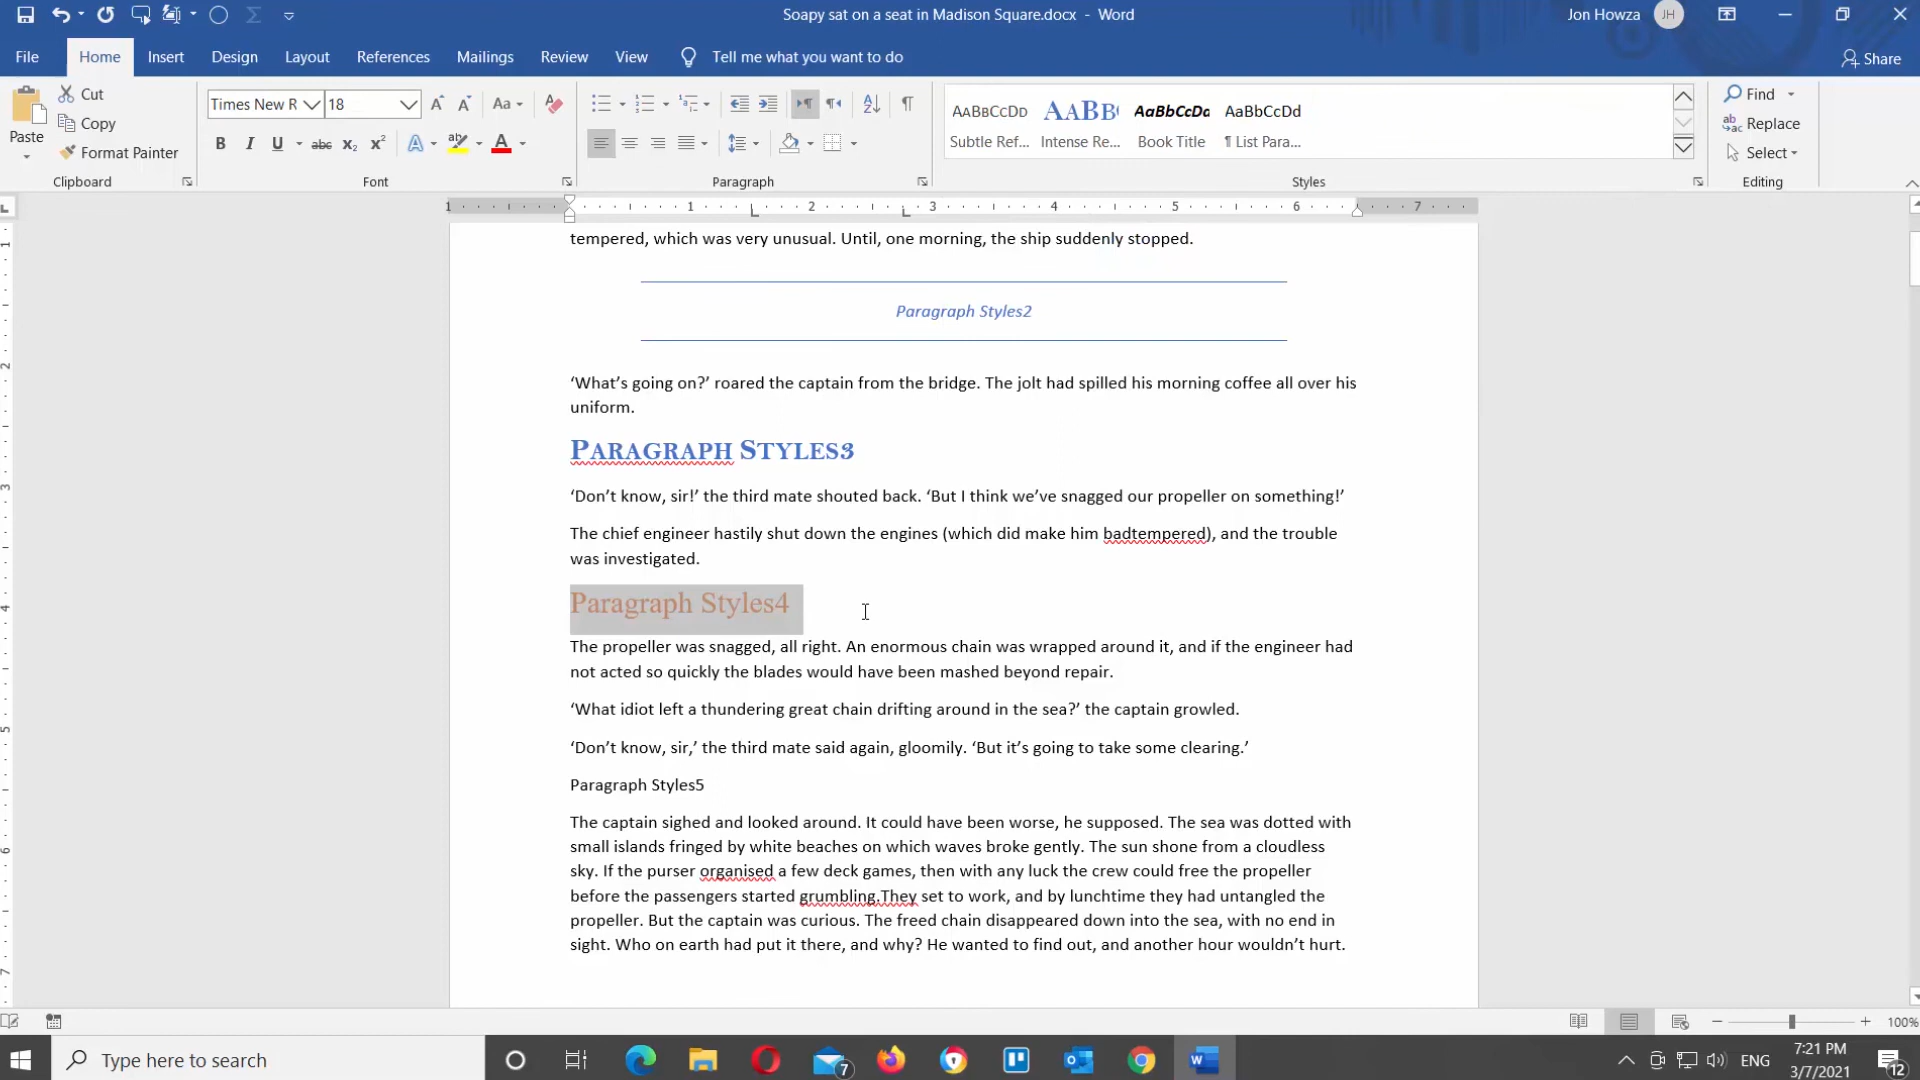 Soapy sat on a seat in Madison Square.docx - Word
Jon Howza
JH
File
Home
Insert
Design
Layout
References
Mailings
Review
View
Tell me what you want to do
Share
Paste
Cut
Copy
Format Painter
Clipboard
Times New R
18
Font
Paragraph
AaBbCcDd
Subtle Ref...
AaBb
Intense Re...
AaBbCcDd
Book Title
AaBbCcDd
¶ List Para...
Styles
Find
Replace
Select
Editing
1 1 2 3 4 5 6 7
tempered, which was very unusual. Until, one morning, the ship suddenly stopped.
Paragraph Styles2
‘What’s going on?’ roared the captain from the bridge. The jolt had spilled his morning coffee all over his
uniform.
Paragraph Styles3
‘Don’t know, sir!’ the third mate shouted back. ‘But I think we’ve snagged our propeller on something!’
The chief engineer hastily shut down the engines (which did make him badtempered), and the trouble
was investigated.
Paragraph Styles4
The propeller was snagged, all right. An enormous chain was wrapped around it, and if the engineer had
not acted so quickly the blades would have been mashed beyond repair.
‘What idiot left a thundering great chain drifting around in the sea?’ the captain growled.
‘Don’t know, sir,’ the third mate said again, gloomily. ‘But it’s going to take some clearing.’
Paragraph Styles5
The captain sighed and looked around. It could have been worse, he supposed. The sea was dotted with
small islands fringed by white beaches on which waves broke gently. The sun shone from a cloudless
sky. If the purser organised a few deck games, then with any luck the crew could free the propeller
before the passengers started grumbling.They set to work, and by lunchtime they had untangled the
propeller. But the captain was curious. The freed chain disappeared down into the sea, with no end in
sight. Who on earth had put it there, and why? He wanted to find out, and another hour wouldn’t hurt.
100%
Type here to search
7
ENG
7:21 PM
3/7/2021
12